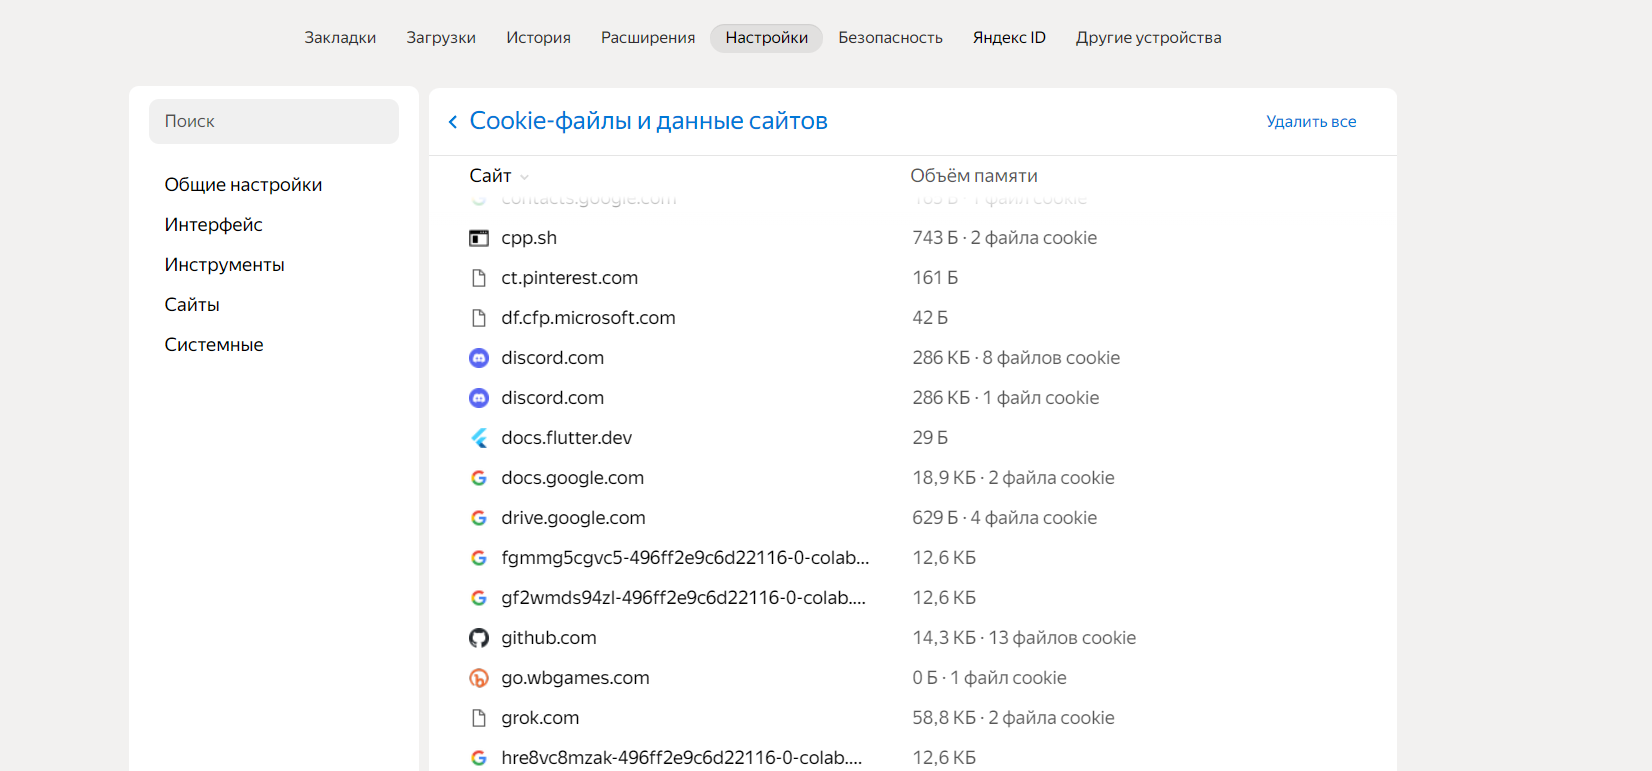 Закладки Загрузки История Расширения Настройки Безопасность Яндекс ID Другие устройства
Поиск
Общие настройки
Интерфейс
Инструменты
Сайты
Системные
Cookie-файлы и данные сайтов Удалить все
Сайт Объём памяти
contacts.google.com 163 Б · 1 файл cookie
cpp.sh 743 Б · 2 файла cookie
ct.pinterest.com 161 Б
df.cfp.microsoft.com 42 Б
discord.com 286 КБ · 8 файлов cookie
discord.com 286 КБ · 1 файл cookie
docs.flutter.dev 29 Б
docs.google.com 18,9 КБ · 2 файла cookie
drive.google.com 629 Б · 4 файла cookie
fgmmg5cgvc5-496ff2e9c6d22116-0-colab... 12,6 КБ
gf2wmds94zl-496ff2e9c6d22116-0-colab.... 12,6 КБ
github.com 14,3 КБ · 13 файлов cookie
go.wbgames.com 0 Б · 1 файл cookie
grok.com 58,8 КБ · 2 файла cookie
hre8vc8mzak-496ff2e9c6d22116-0-colab.... 12,6 КБ